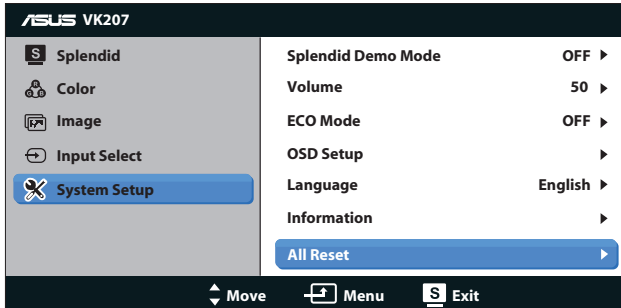 ASUS VK207
S Splendid
Color
Image
Input Select
System Setup
Splendid Demo Mode OFF
Volume 50
ECO Mode OFF
OSD Setup
Language English
Information
All Reset
Move Menu S Exit